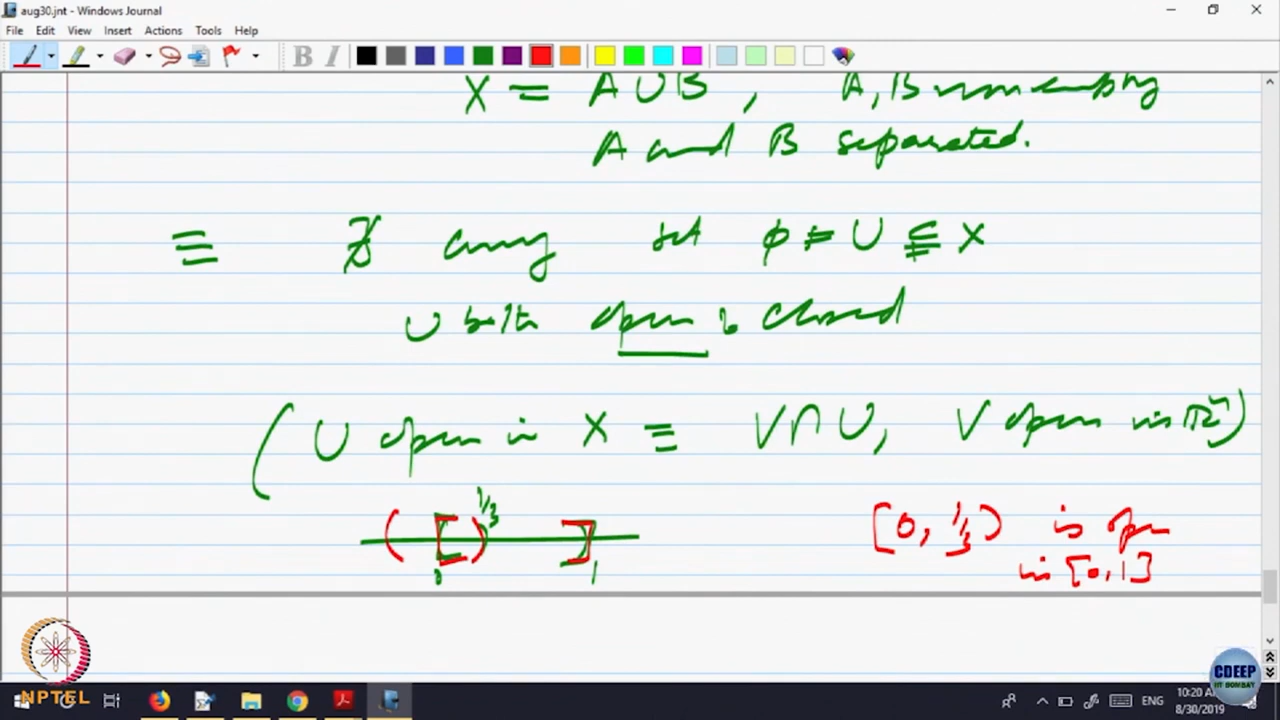 aug30.jnt - Windows Journal
File Edit View Insert Actions Tools Help
B I
X = A ∪ B , A, B nonempty
A and B separated.
≡ ∄ any set φ ≠ U ⊊ X
U both open & closed
( U open in X ≡ V ∩ U, V open in ℝⁿ )
1/3
( [ ) ]
0 1
[0, 1/3) is open
in [0, 1]
NPTEL
CDEEP
IIT BOMBAY
ENG
10:20 A
8/30/2019